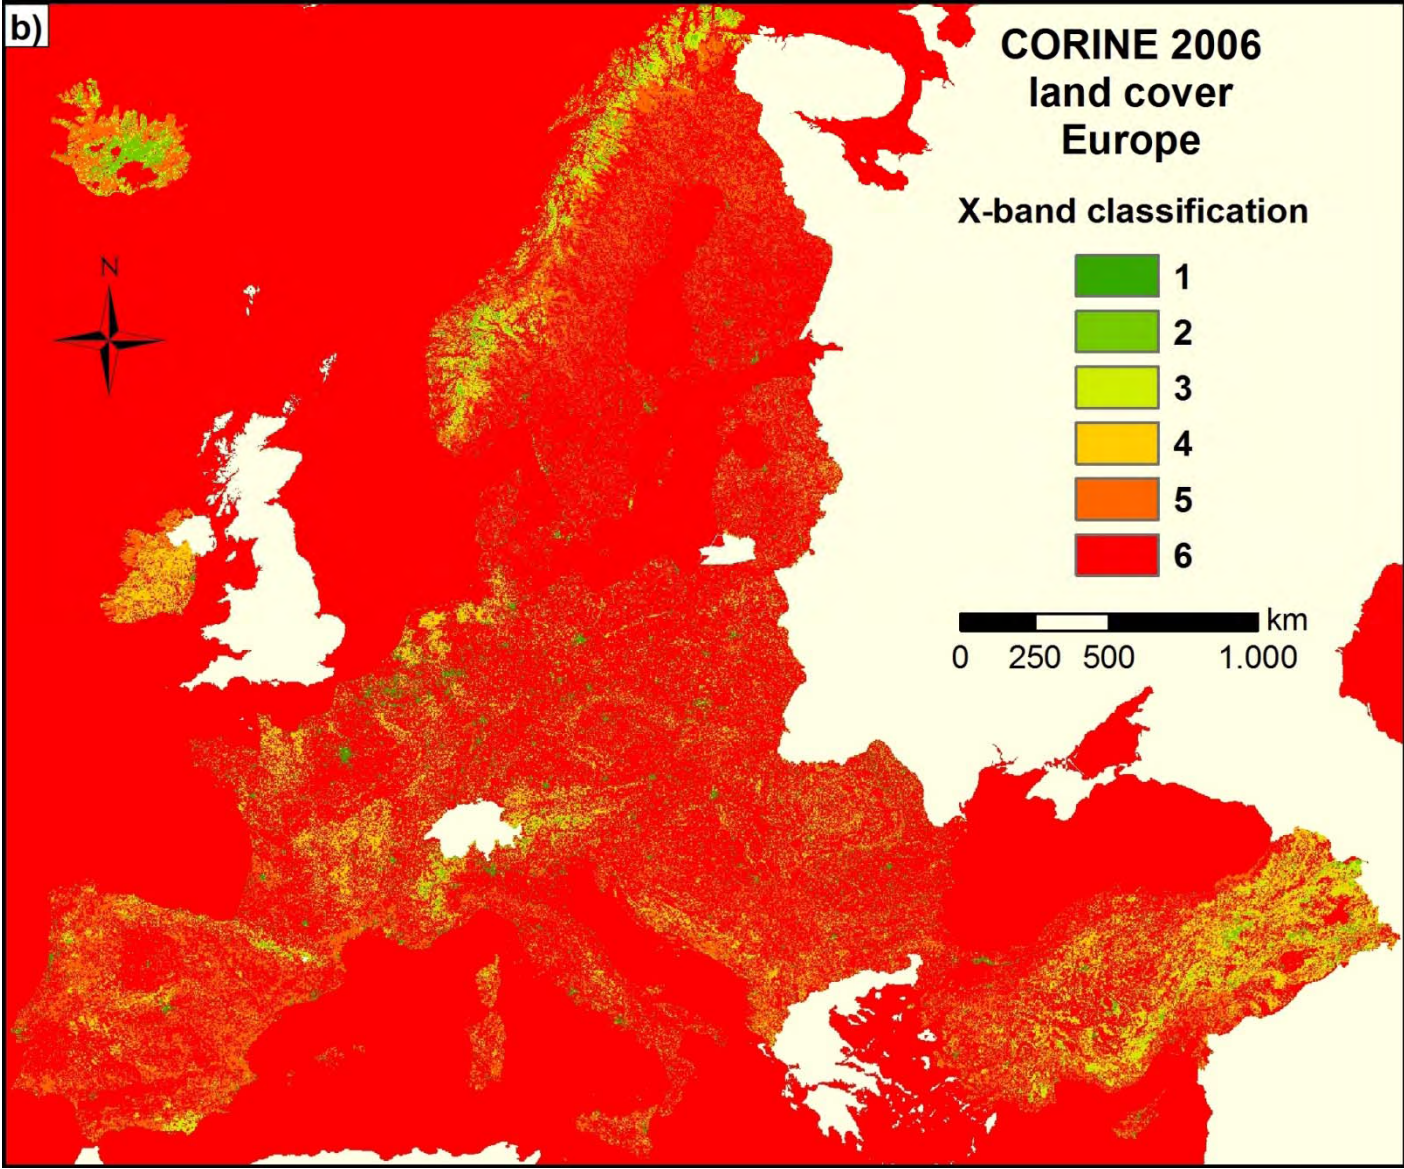 b)
CORINE 2006
land cover
Europe
X-band classification
N
1
2
3
4
5
6
km
0 250 500 1.000